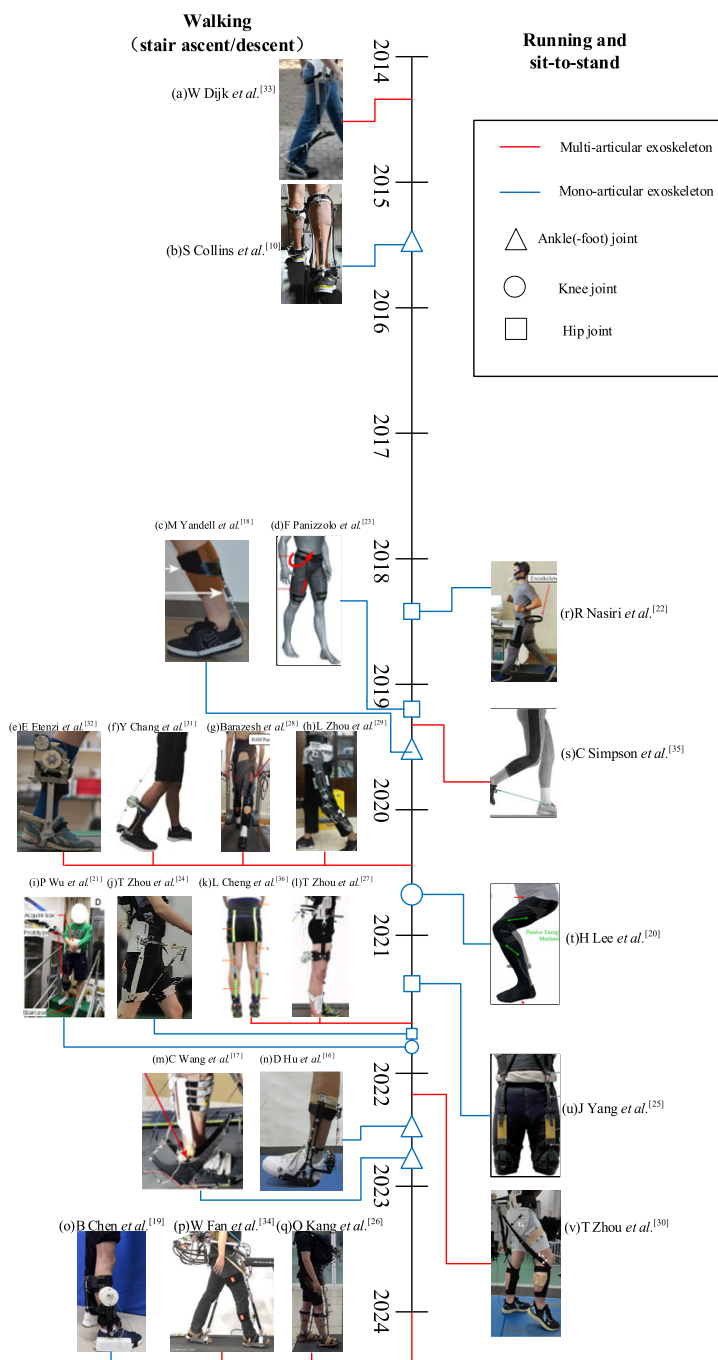 Walking
（stair ascent/descent）
Running and
sit-to-stand
2014
(a)W Dijk et al.[33]
Multi-articular exoskeleton
2015
Mono-articular exoskeleton
(b)S Collins et al.[10]
Ankle(-foot) joint
Knee joint
2016
Hip joint
2017
(c)M Yandell et al.[18]
(d)F Panizzolo et al.[23]
2018
(r)R Nasiri et al.[22]
2019
(e)E Etenzi et al.[32]
(f)Y Chang et al.[31]
(g)Barazesh et al.[28]
(h)L Zhou et al.[29]
(s)C Simpson et al.[35]
2020
(i)P Wu et al.[21]
(j)T Zhou et al.[24]
(k)L Cheng et al.[36]
(l)T Zhou et al.[27]
Acquire box
D
Prototype
Staircase
2021
Passive Energy
(t)H Lee et al.[20]
(m)C Wang et al.[17]
(n)D Hu et al.[16]
2022
(u)J Yang et al.[25]
2023
(o)B Chen et al.[19]
(p)W Fan et al.[34]
(q)O Kang et al.[26]
(v)T Zhou et al.[30]
2024